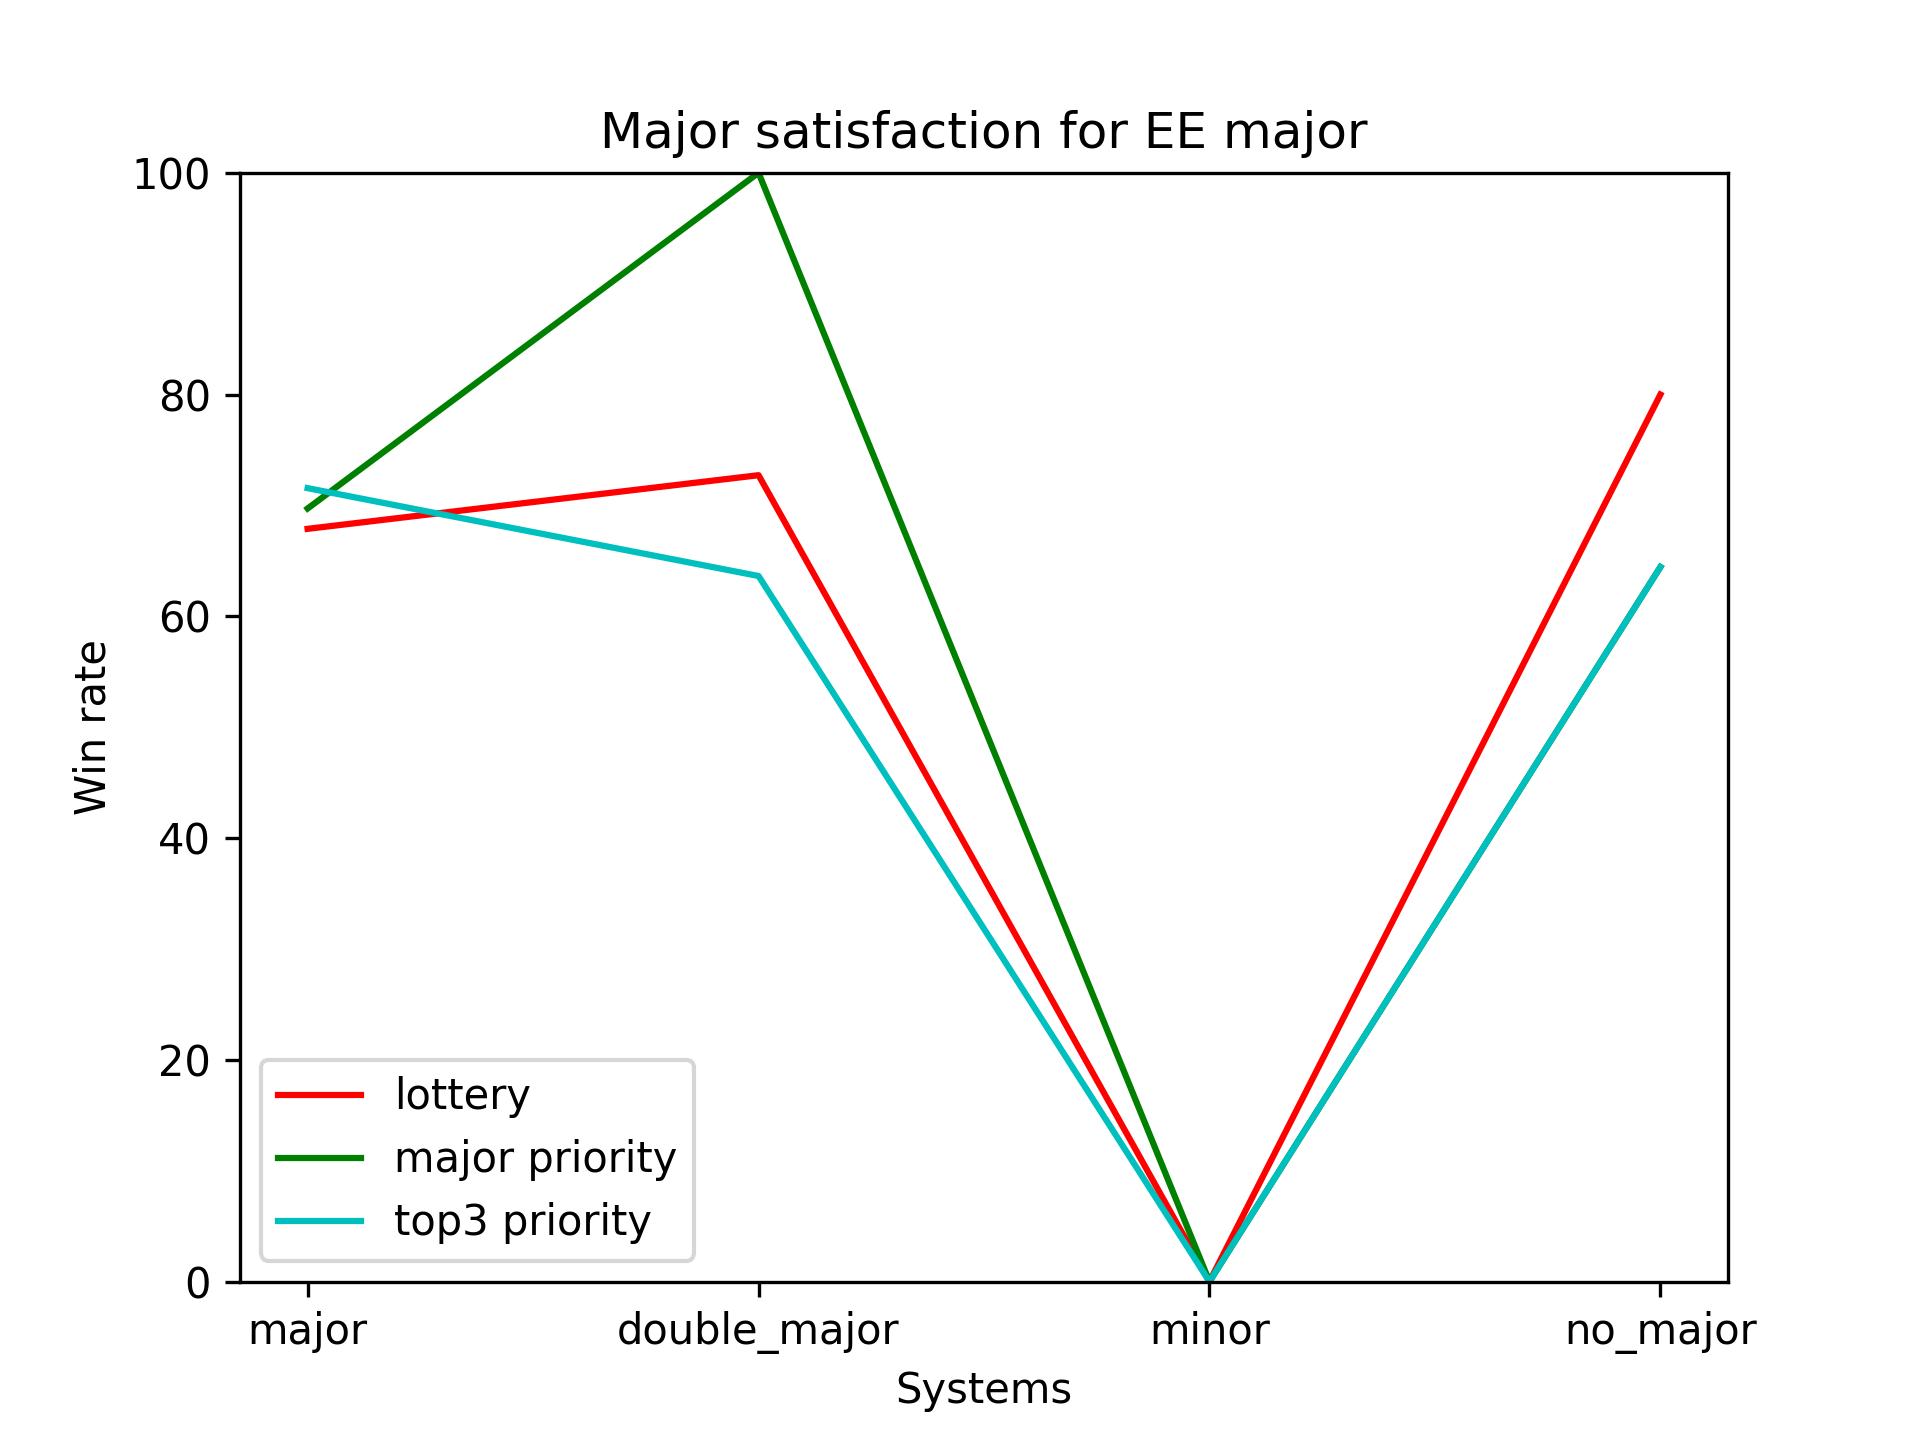 Major satisfaction for EE major
100
80
60
40
20
0
Win rate
lottery
major priority
top3 priority
major double_major minor no_major
Systems